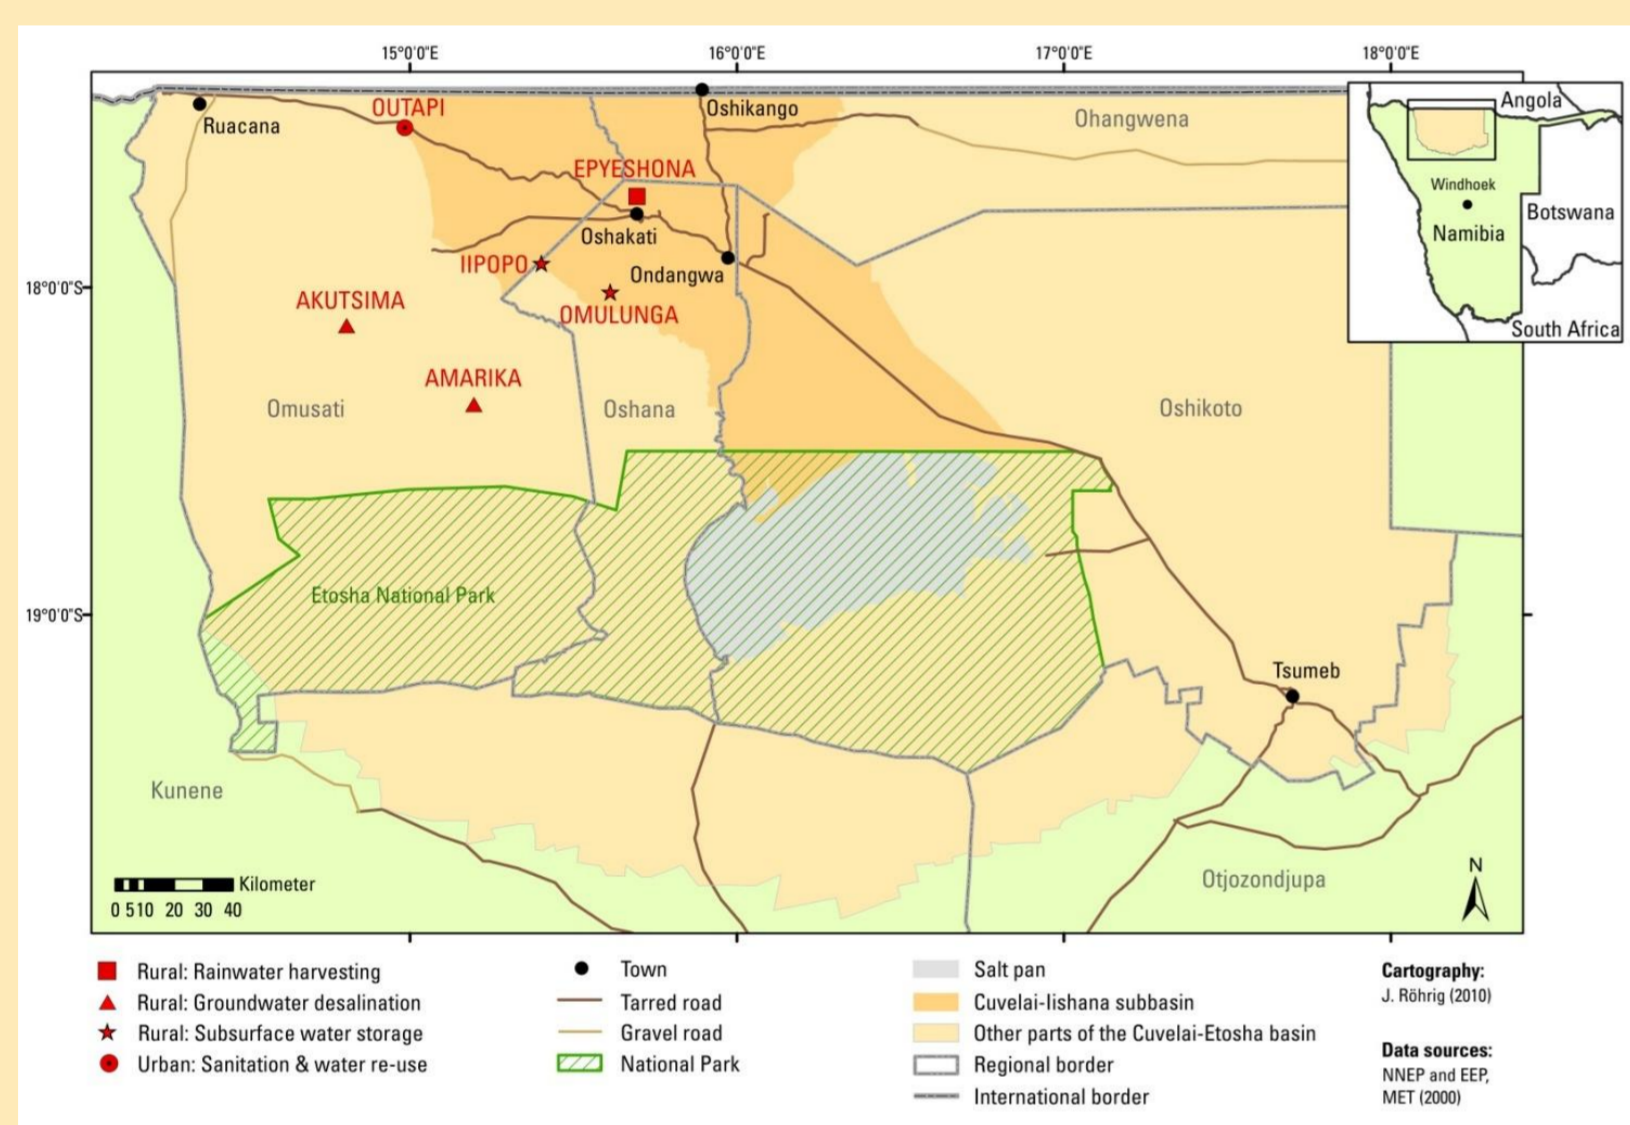 15°0'0"E
16°0'0"E
17°0'0"E
18°0'0"E
Angola
OUTAPI
Oshikango
Ohangwena
Ruacana
EPYESHONA
Windhoek
Botswana
Namibia
Oshakati
IIPOPO
Ondangwa
18°0'0"S
AKUTSIMA
OMULUNGA
South Africa
AMARIKA
Omusati
Oshana
Oshikoto
Etosha National Park
19°0'0"S
Tsumeb
Kunene
Otjozondjupa
N
Kilometer
0 5 10 20 30 40
Rural: Rainwater harvesting
Rural: Groundwater desalination
Rural: Subsurface water storage
Urban: Sanitation & water re-use
Town
Tarred road
Gravel road
National Park
Salt pan
Cuvelai-Iishana subbasin
Other parts of the Cuvelai-Etosha basin
Regional border
International border
Cartography:
J. Röhrig (2010)
Data sources:
NNEP and EEP,
MET (2000)